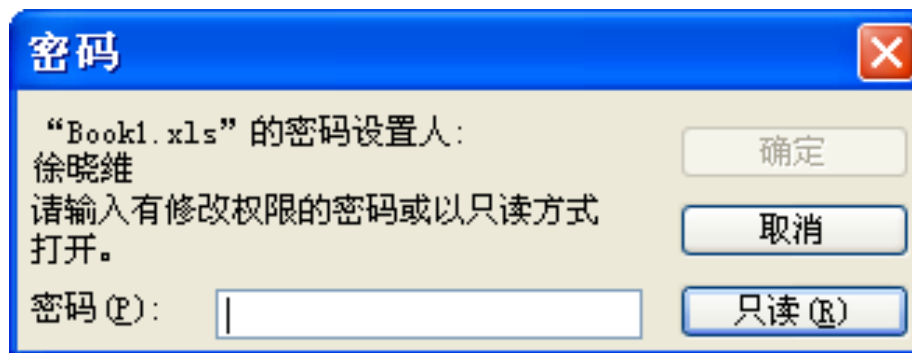 密码
“Book1.xls”的密码设置人:
徐晓维
请输入有修改权限的密码或以只读方式
打开。
密码(P):
确定
取消
只读(R)